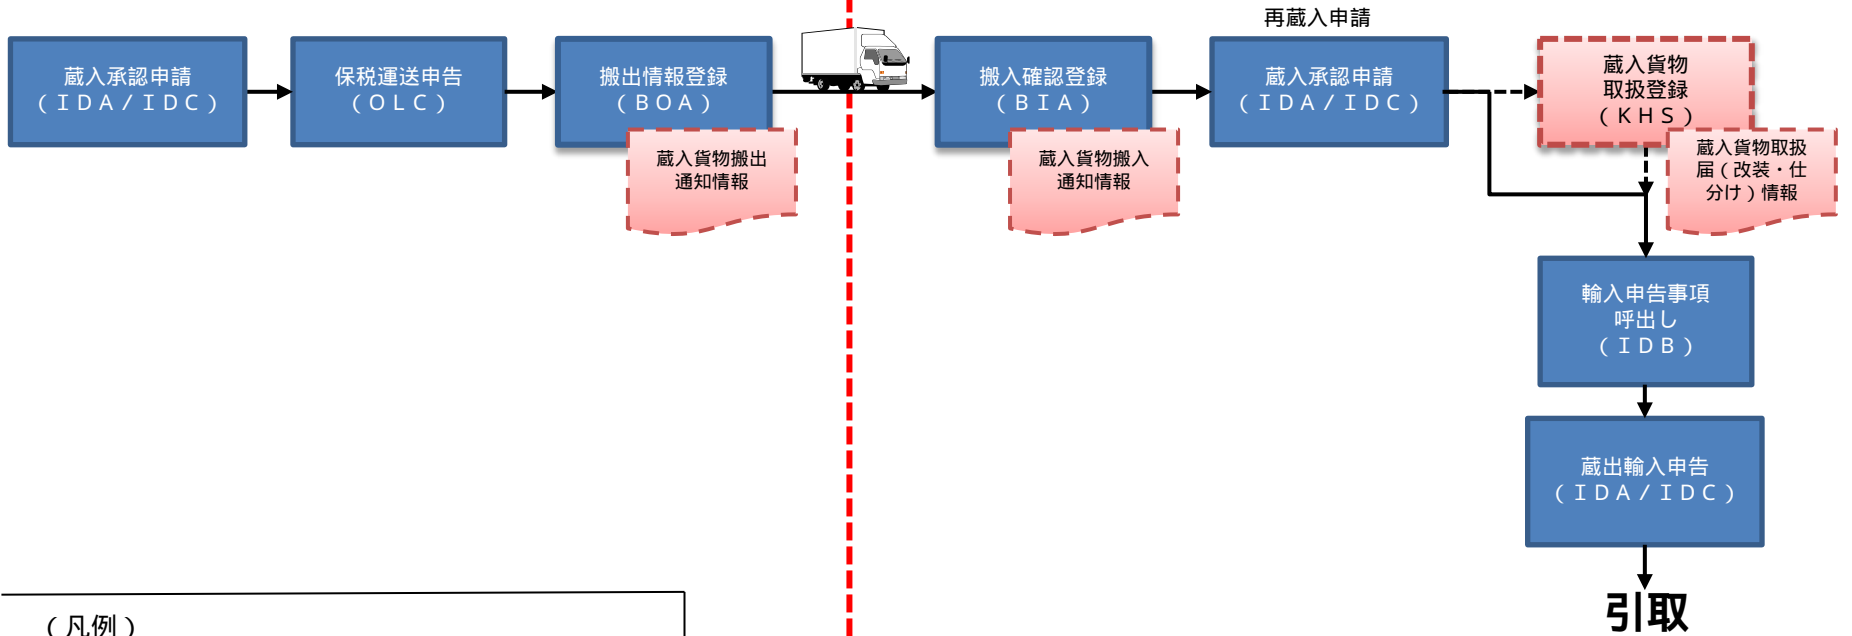 再蔵入申請
蔵入承認申請
（ＩＤＡ／ＩＤＣ）
保税運送申告
（ＯＬＣ）
搬出情報登録
（ＢＯＡ）
蔵入貨物搬出
通知情報
搬入確認登録
（ＢＩＡ）
蔵入貨物搬入
通知情報
蔵入承認申請
（ＩＤＡ／ＩＤＣ）
蔵入貨物
取扱登録
（ＫＨＳ）
蔵入貨物取扱
届（改装・仕
分け）情報
輸入申告事項
呼出し
（ＩＤＢ）
蔵出輸入申告
（ＩＤＡ／ＩＤＣ）
引取
（凡例）